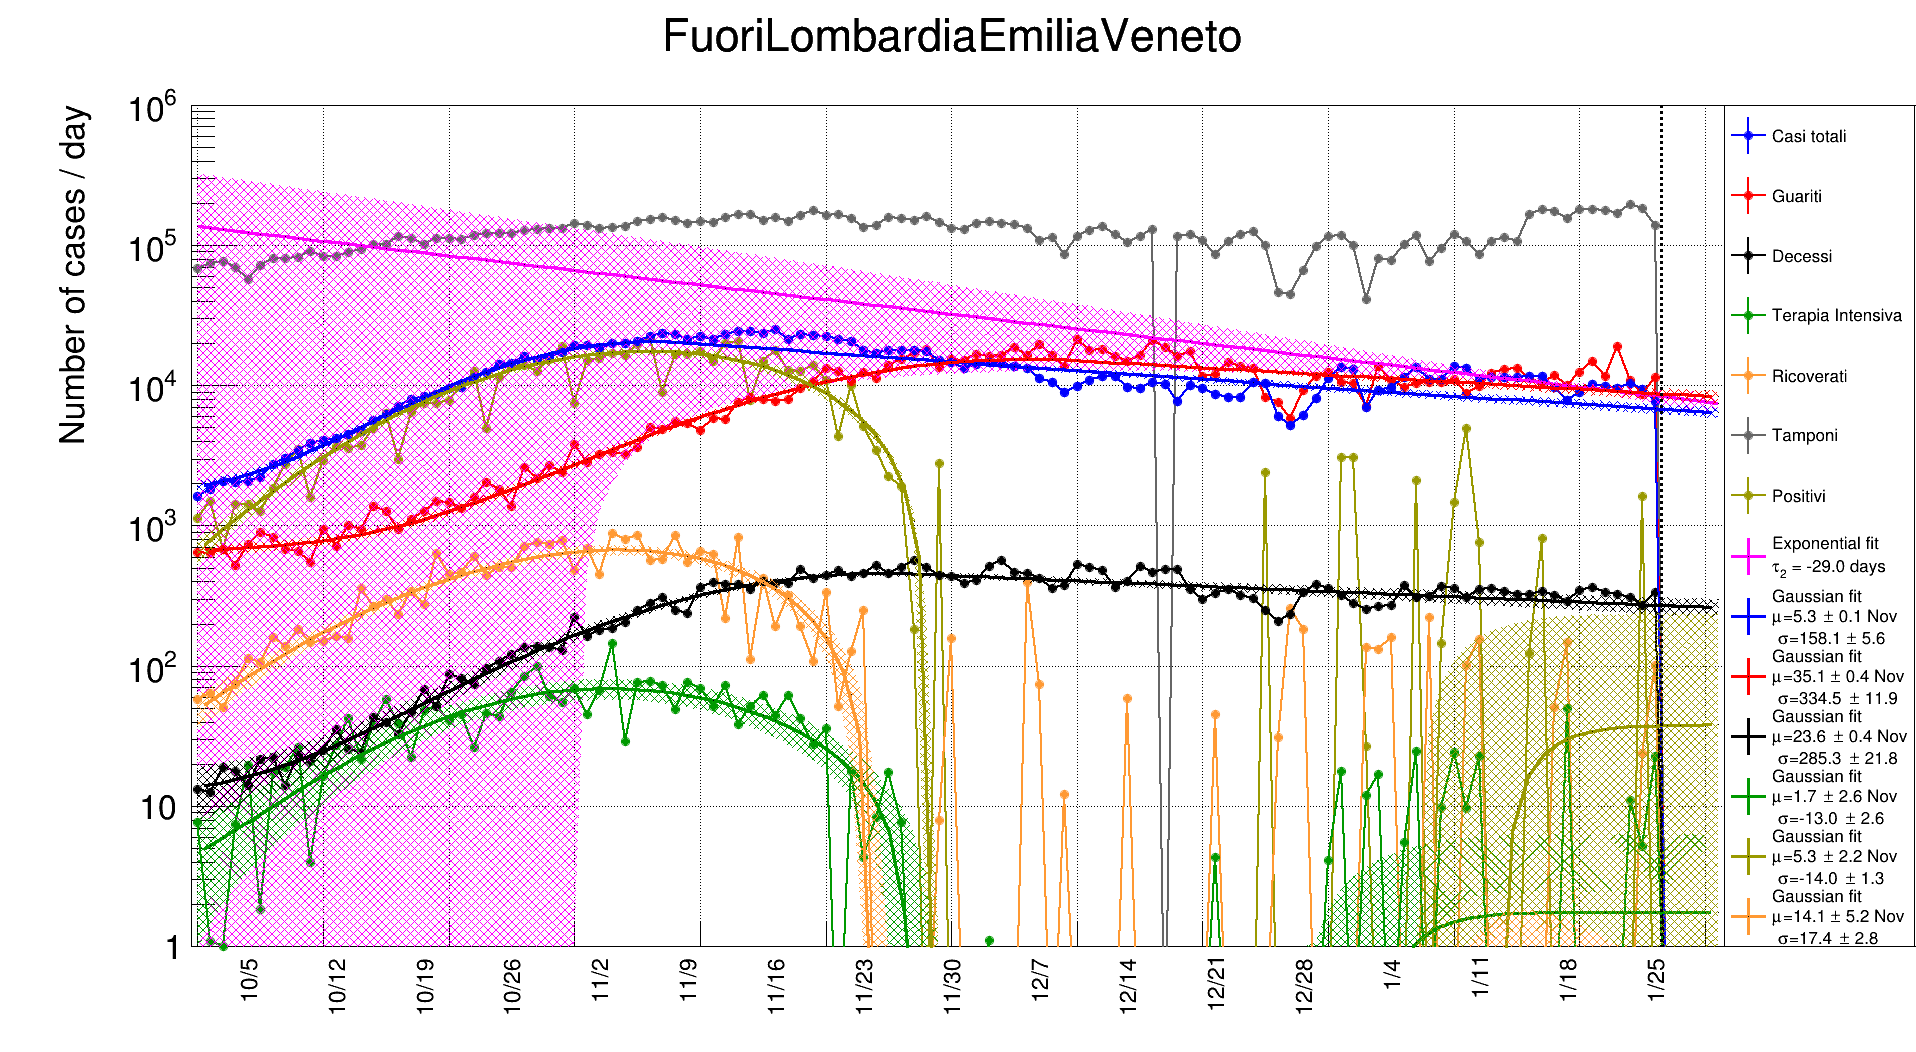 FuoriLombardiaEmiliaVeneto
Number of cases / day
10^6
10^5
10^4
10^3
10^2
10
1
10/5
10/12
10/19
10/26
11/2
11/9
11/16
11/23
11/30
12/7
12/14
12/21
12/28
1/4
1/11
1/18
1/25
Casi totali
Guariti
Decessi
Terapia Intensiva
Ricoverati
Tamponi
Positivi
Exponential fit
τ₂ = -29.0 days
Gaussian fit
μ=5.3 ± 0.1 Nov
σ=158.1 ± 5.6
Gaussian fit
μ=35.1 ± 0.4 Nov
σ=334.5 ± 11.9
Gaussian fit
μ=23.6 ± 0.4 Nov
σ=285.3 ± 21.8
Gaussian fit
μ=1.7 ± 2.6 Nov
σ=-13.0 ± 2.6
Gaussian fit
μ=5.3 ± 2.2 Nov
σ=-14.0 ± 1.3
Gaussian fit
μ=14.1 ± 5.2 Nov
σ=17.4 ± 2.8